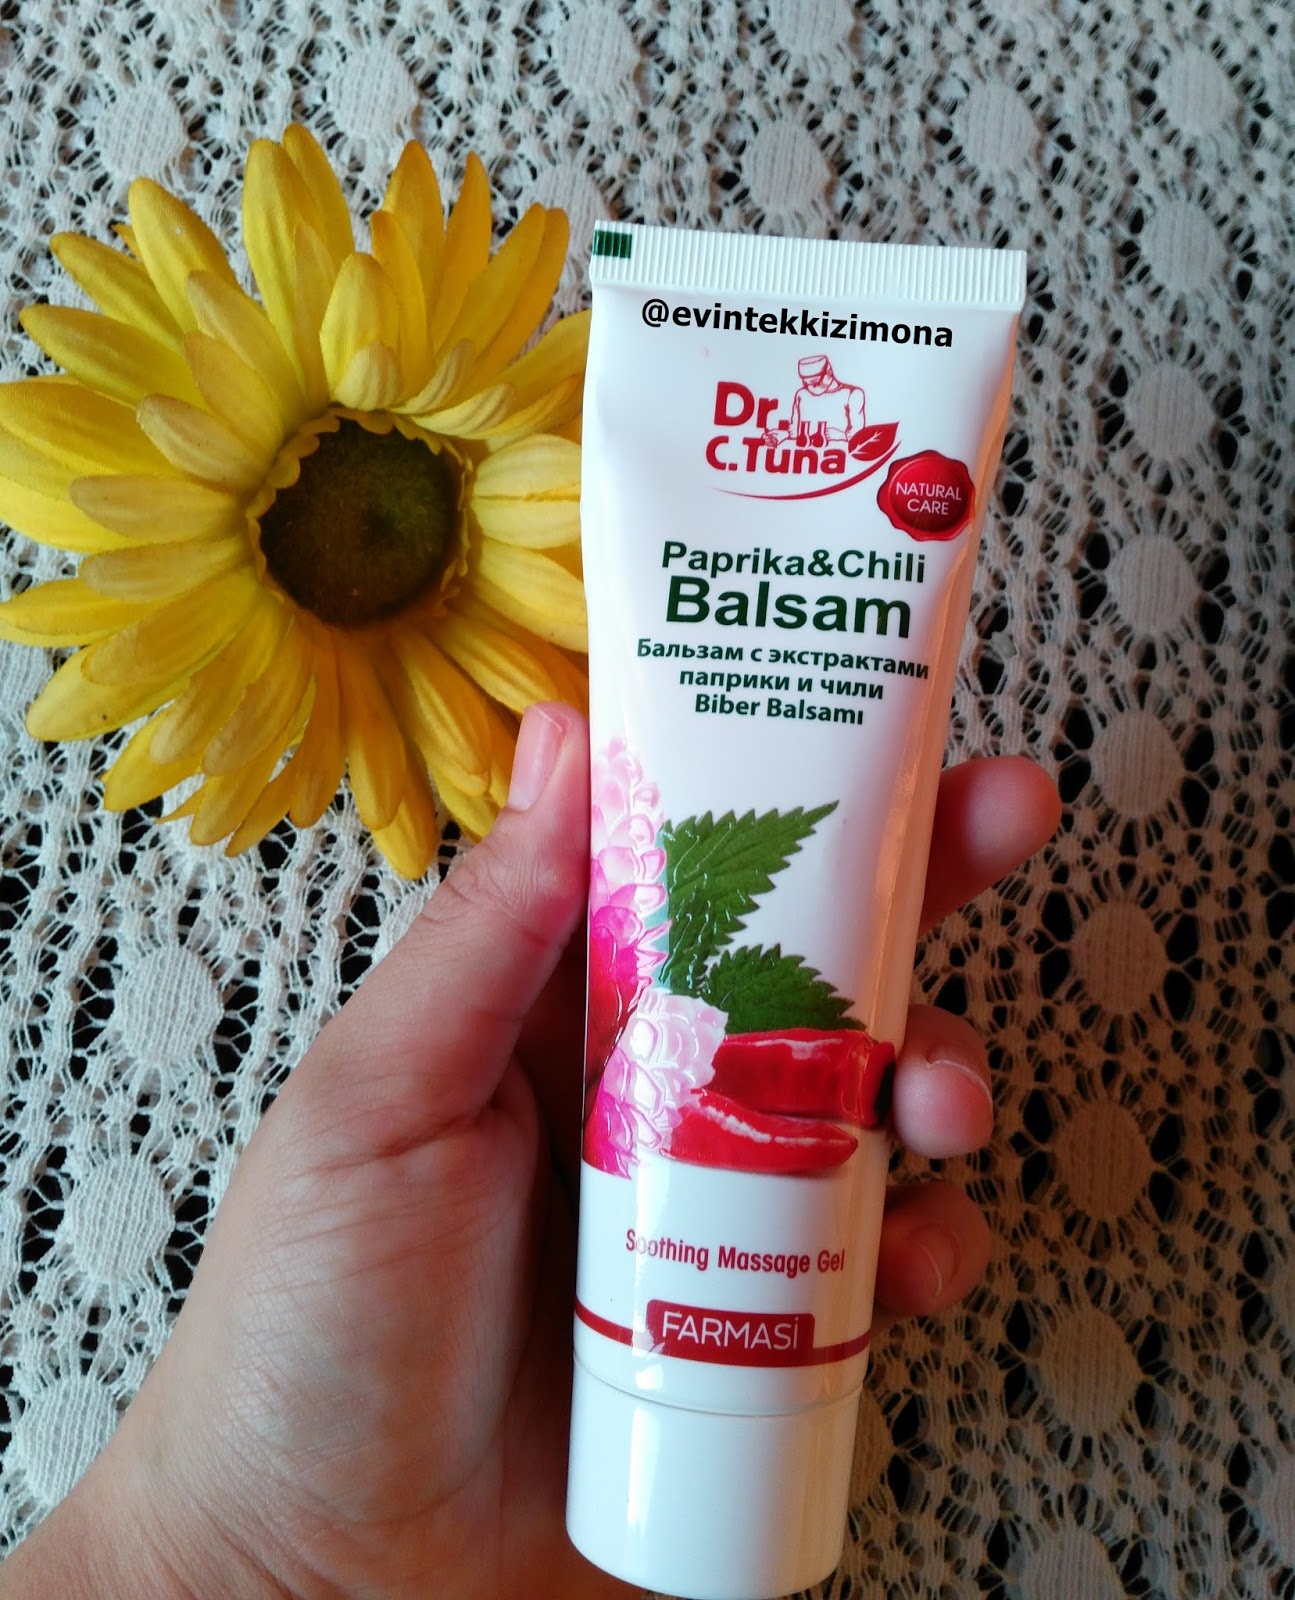 @evintekkizimona
Dr.
C.Tuna
NATURAL
CARE
Paprika&Chili
Balsam
Бальзам с экстрактами
паприки и чили
Biber Balsamı
Soothing Massage Gel
FARMASİ